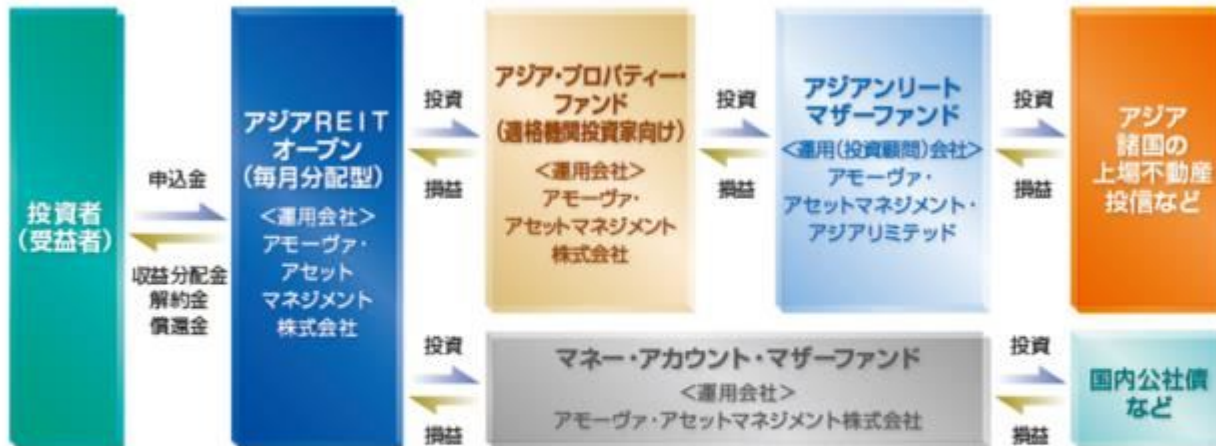 投資者
(受益者)
申込金
収益分配金
解約金
償還金
アジアREIT
オープン
(毎月分配型)
<運用会社>
アモーヴァ・
アセット
マネジメント
株式会社
投資
損益
アジア・プロパティー・
ファンド
(適格機関投資家向け)
<運用会社>
アモーヴァ・
アセットマネジメント
株式会社
投資
損益
アジアンリート
マザーファンド
<運用(投資顧問)会社>
アモーヴァ・
アセットマネジメント・
アジアリミテッド
投資
損益
アジア
諸国の
上場不動産
投信など
投資
損益
マネー・アカウント・マザーファンド
<運用会社>
アモーヴァ・アセットマネジメント株式会社
投資
損益
国内公社債
など